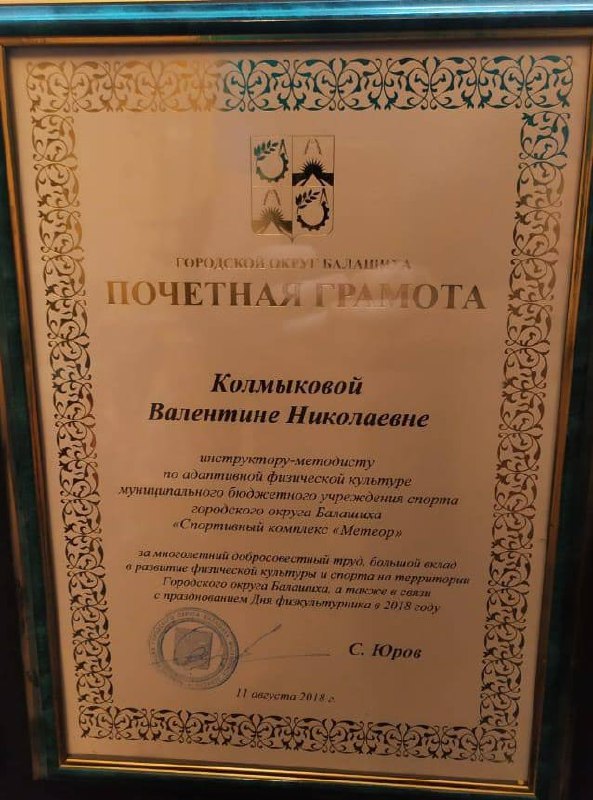 ГОРОДСКОЙ ОКРУГ БАЛАШИХА
ПОЧЕТНАЯ ГРАМОТА
Колмыковой
Валентине Николаевне
инструктору-методисту
по адаптивной физической культуре
муниципального бюджетного учреждения спорта
городского округа Балашиха
«Спортивный комплекс «Метеор»
за многолетний добросовестный труд, большой вклад
в развитие физической культуры и спорта на территории
Городского округа Балашиха, а также в связи
с празднованием Дня физкультурника в 2018 году
С. Юров
11 августа 2018 г.